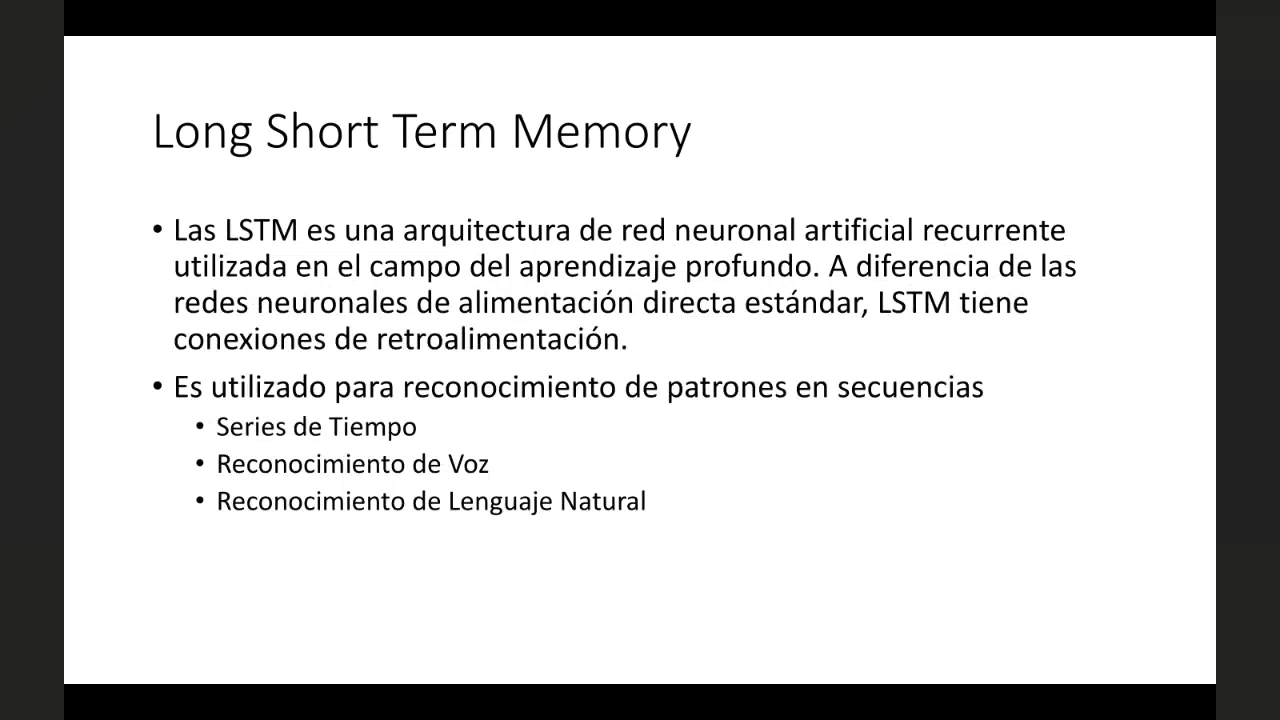 Long Short Term Memory
• Las LSTM es una arquitectura de red neuronal artificial recurrente
utilizada en el campo del aprendizaje profundo. A diferencia de las
redes neuronales de alimentación directa estándar, LSTM tiene
conexiones de retroalimentación.
• Es utilizado para reconocimiento de patrones en secuencias
• Series de Tiempo
• Reconocimiento de Voz
• Reconocimiento de Lenguaje Natural